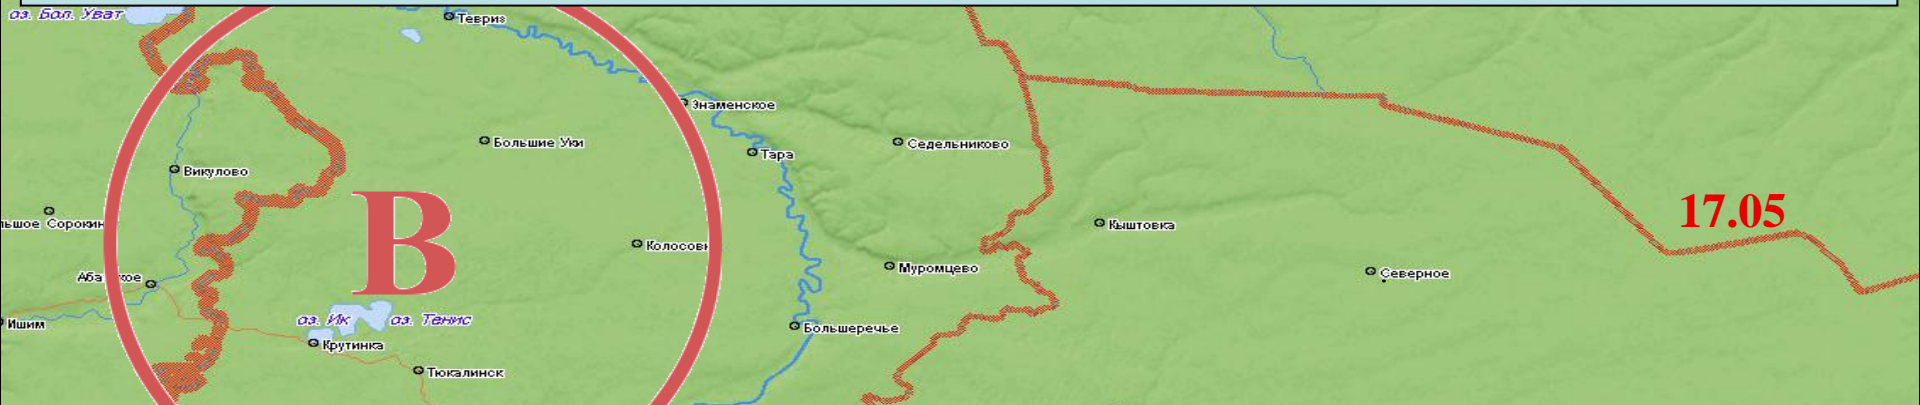 оз. Бол. Уват
Тевриз
Знаменское
Большие Уки
Седельниково
Тара
Викулово
17.05
В
Кыштовка
Колосовк
Муромцево
Северное
оз. Ик
оз. Тенис
Ишим
Большеречье
Крутинка
Тюкалинск